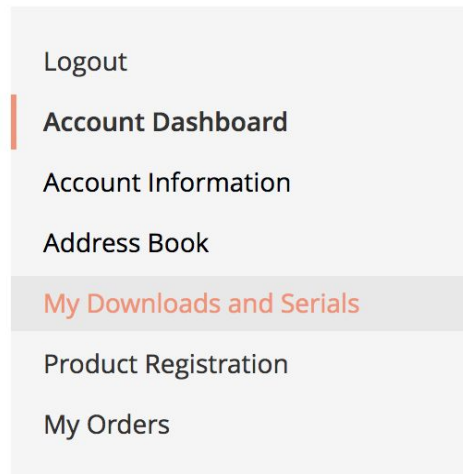 Logout
Account Dashboard
Account Information
Address Book
My Downloads and Serials
Product Registration
My Orders